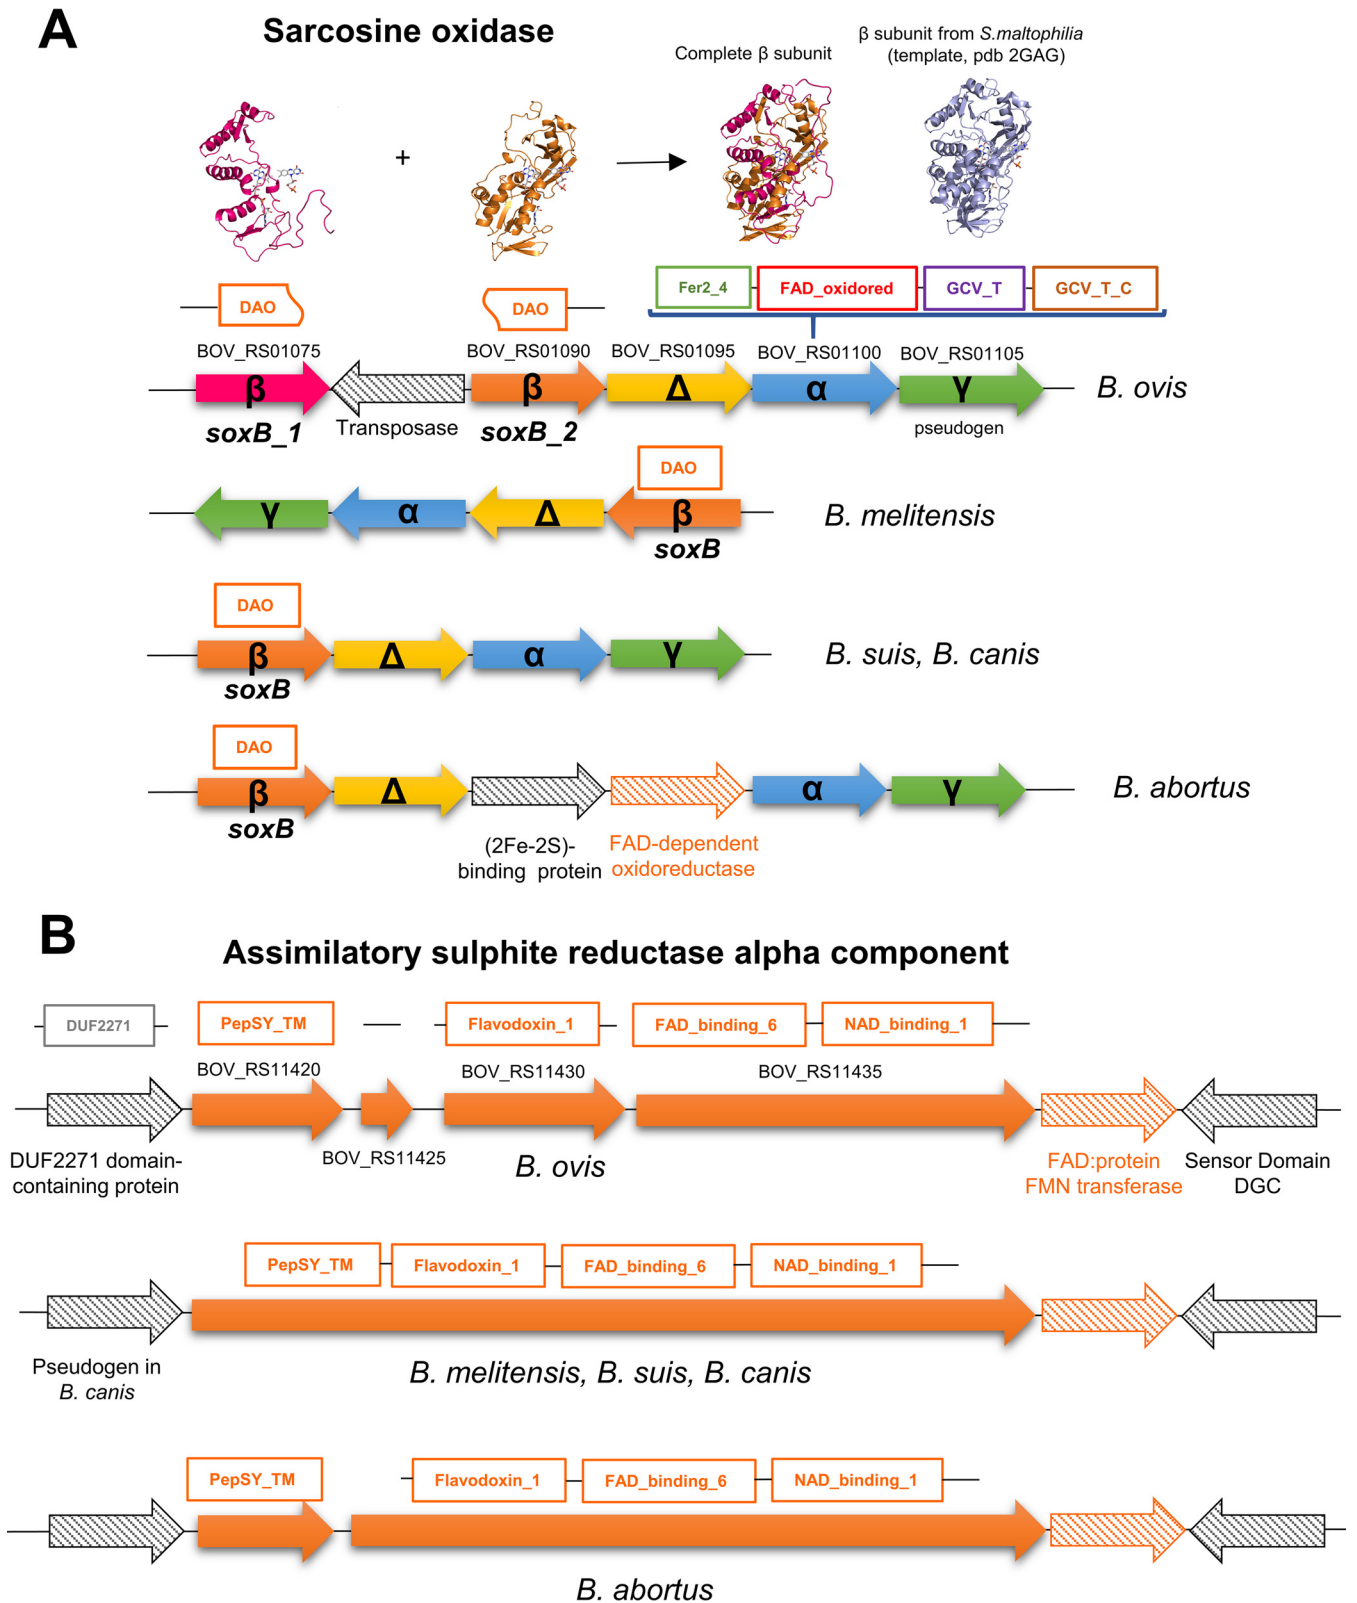 A
Sarcosine oxidase
Complete β subunit
β subunit from S.maltophilia
(template, pdb 2GAG)
+
Fer2_4
FAD_oxidored
GCV_T
GCV_T_C
DAO
DAO
BOV_RS01075
BOV_RS01090
BOV_RS01095
BOV_RS01100
BOV_RS01105
β
β
Δ
α
γ
B. ovis
soxB_1
Transposase
soxB_2
pseudogen
DAO
γ
α
Δ
β
B. melitensis
soxB
DAO
β
Δ
α
γ
B. suis, B. canis
soxB
DAO
β
Δ
α
γ
B. abortus
soxB
(2Fe-2S)-
binding protein
FAD-dependent
oxidoreductase
B
Assimilatory sulphite reductase alpha component
DUF2271
PepSY_TM
Flavodoxin_1
FAD_binding_6
NAD_binding_1
BOV_RS11420
BOV_RS11430
BOV_RS11435
BOV_RS11425
DUF2271 domain-
containing protein
B. ovis
FAD:protein
FMN transferase
Sensor Domain
DGC
PepSY_TM
Flavodoxin_1
FAD_binding_6
NAD_binding_1
Pseudogen in
B. canis
B. melitensis, B. suis, B. canis
PepSY_TM
Flavodoxin_1
FAD_binding_6
NAD_binding_1
B. abortus